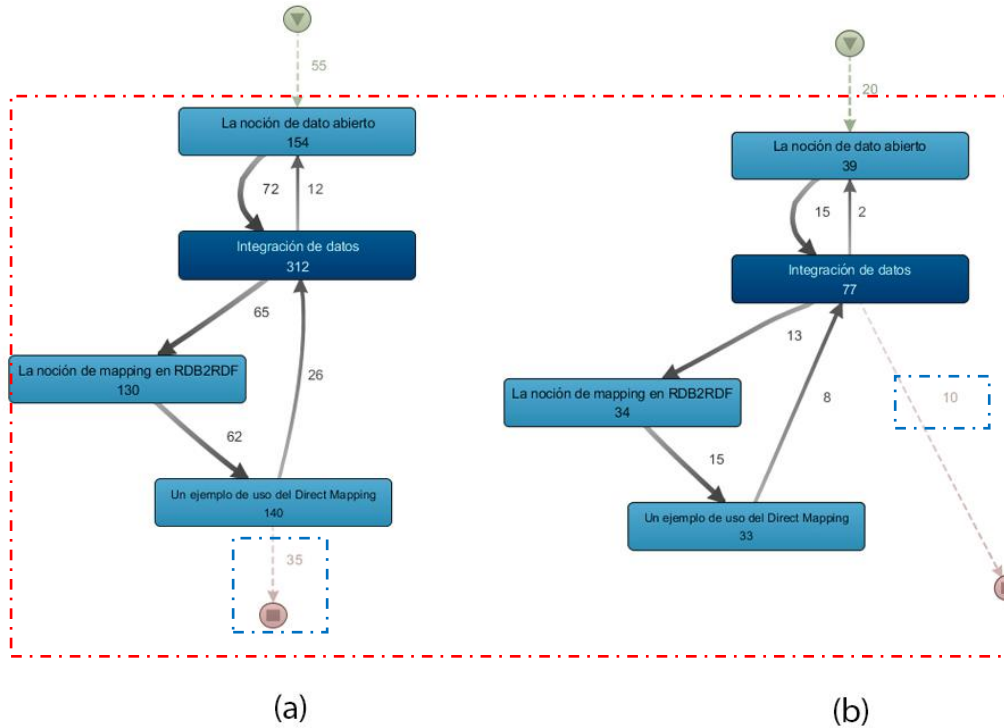 55
La noción de dato abierto
154
72
12
Integración de datos
312
65
26
La noción de mapping en RDB2RDF
130
62
Un ejemplo de uso del Direct Mapping
140
35
(a)
20
La noción de dato abierto
39
15
2
Integración de datos
77
13
8
10
La noción de mapping en RDB2RDF
34
15
Un ejemplo de uso del Direct Mapping
33
(b)